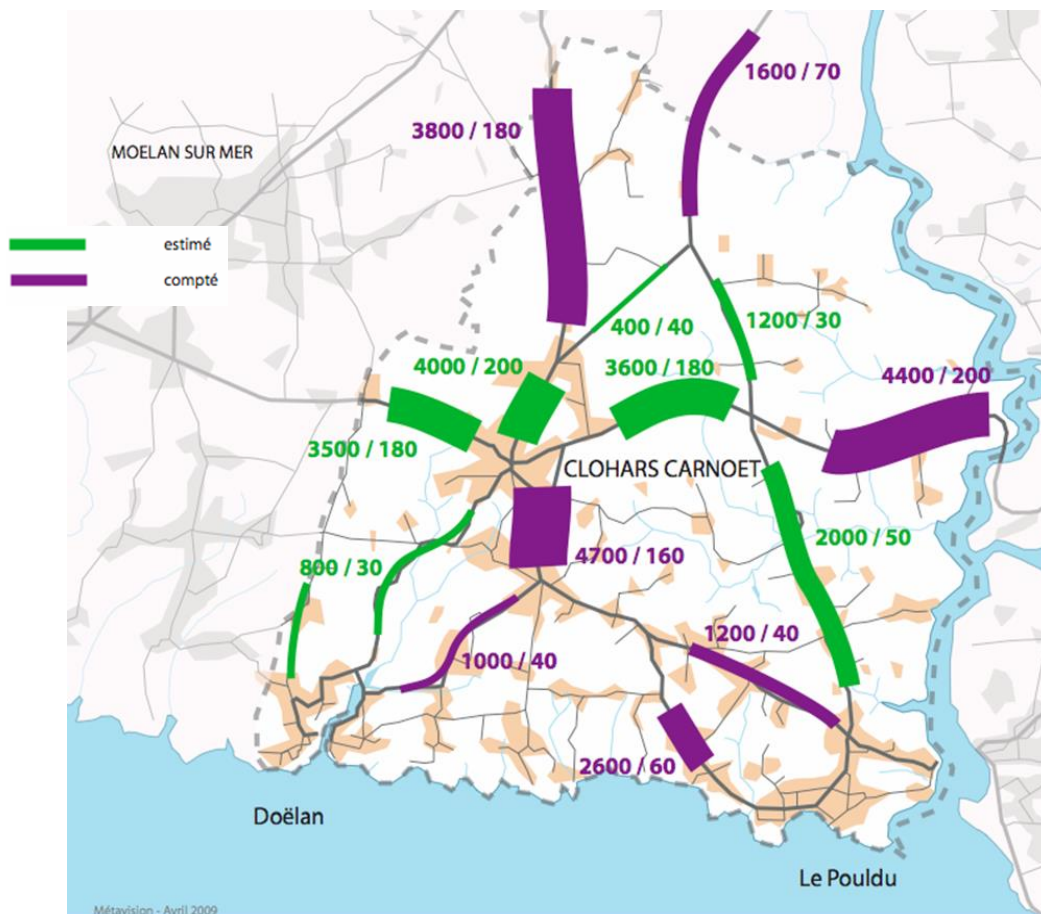 1600 / 70
3800 / 180
MOELAN SUR MER
estimé
compté
400 / 40
1200 / 30
4000 / 200
3600 / 180
4400 / 200
3500 / 180
CLOHARS CARNOET
2000 / 50
4700 / 160
800 / 30
1200 / 40
1000 / 40
2600 / 60
Doëlan
Le Pouldu
Métavision - Avril 2009